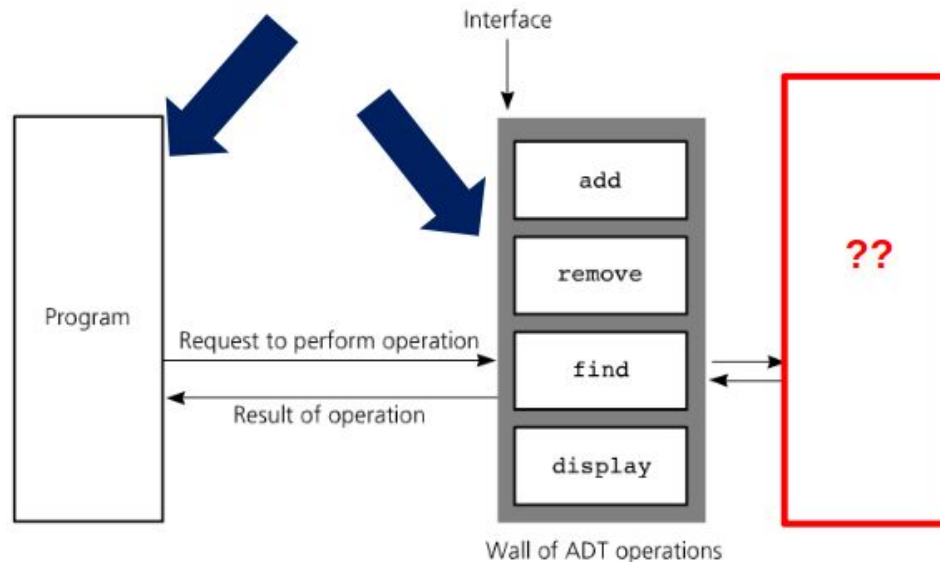 Interface
add
??
remove
Program
Request to perform operation
find
Result of operation
display
Wall of ADT operations